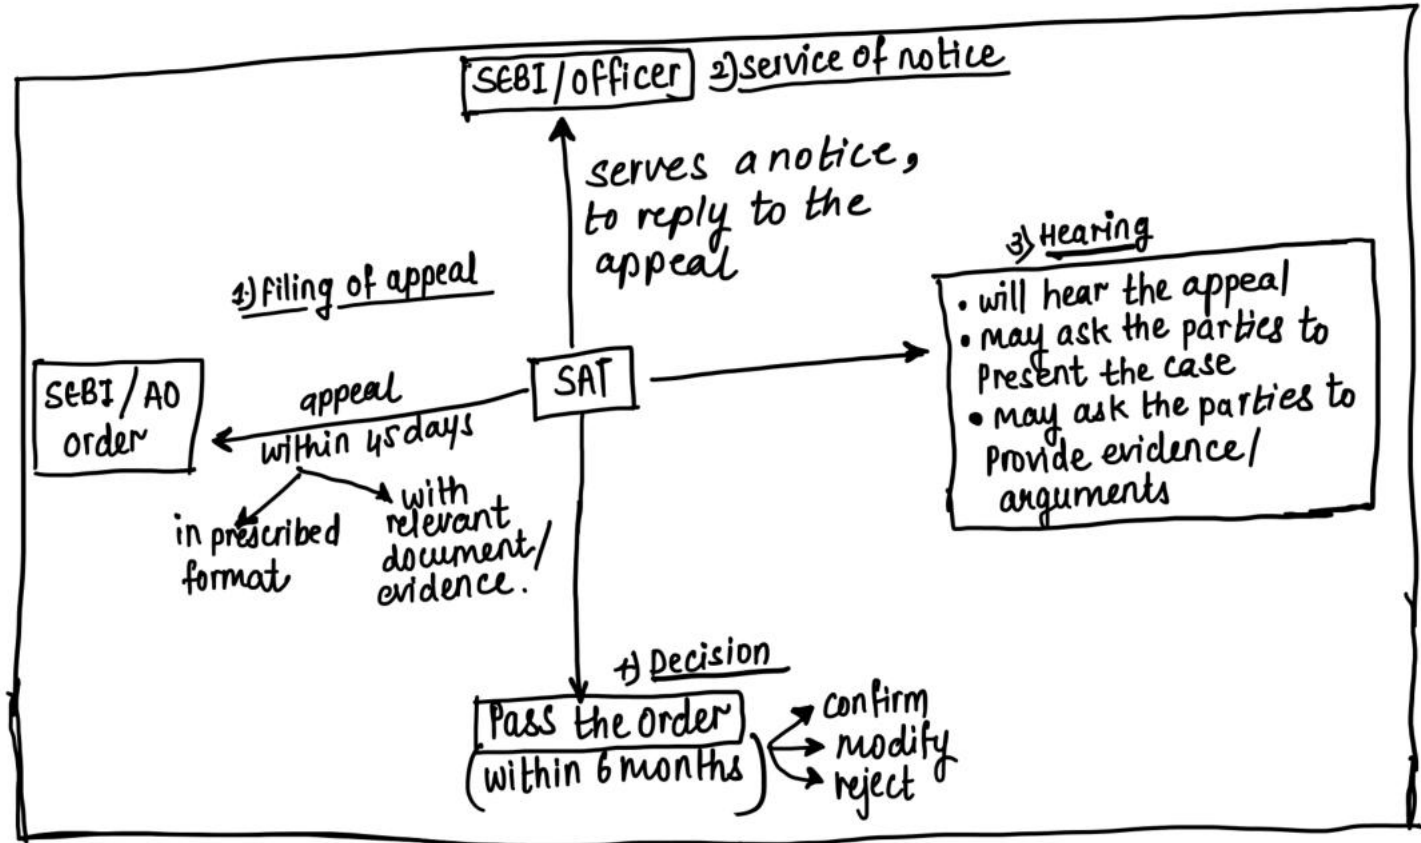 SEBI/officer
2) service of notice
serves a notice,
to reply to the
appeal
1) Filing of appeal
SEBI/AO
order
appeal
within 45 days
in prescribed
format
with
relevant
document/
evidence.
SAT
3) Hearing
• will hear the appeal
• may ask the parties to
Present the case
• may ask the parties to
Provide evidence/
arguments
4) Decision
Pass the order
(within 6 months)
confirm
modify
reject